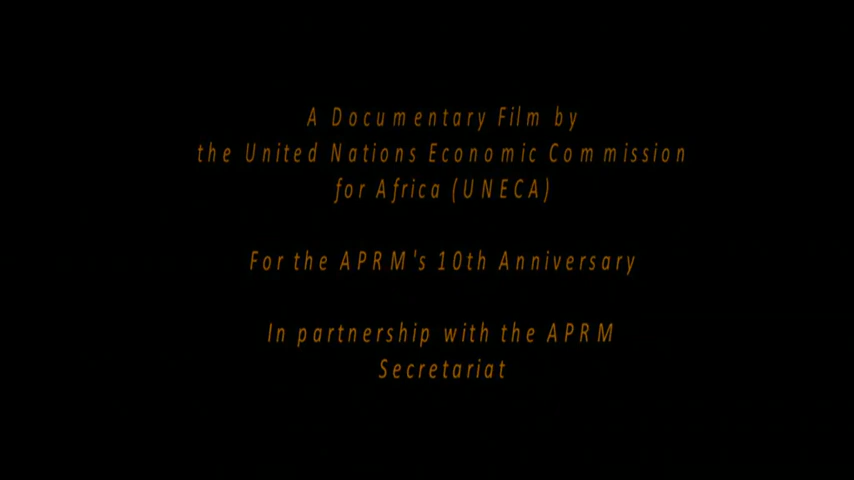 A Documentary Film by
the United Nations Economic Commission
for Africa (UNECA)
For the APRM's 10th Anniversary
In partnership with the APRM
Secretariat